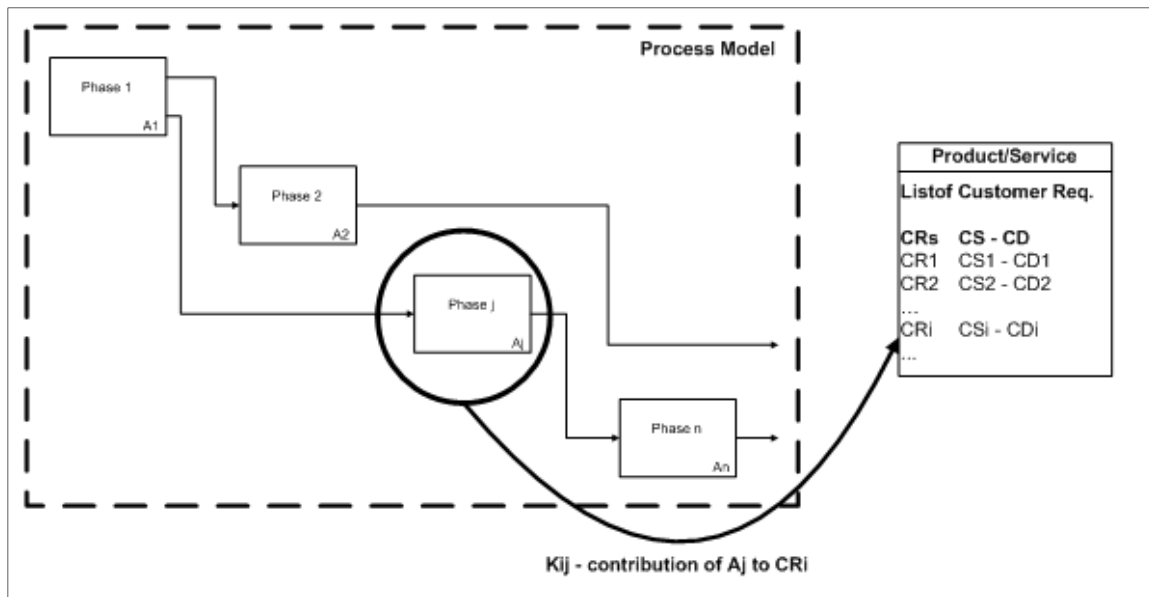 Process Model
Phase 1
A1
Phase 2
A2
Phase j
Aj
Phase n
An
Product/Service
Listof Customer Req.
CRs CS - CD
CR1 CS1 - CD1
CR2 CS2 - CD2
...
CRi CSi - CDi
...
Kij - contribution of Aj to CRi